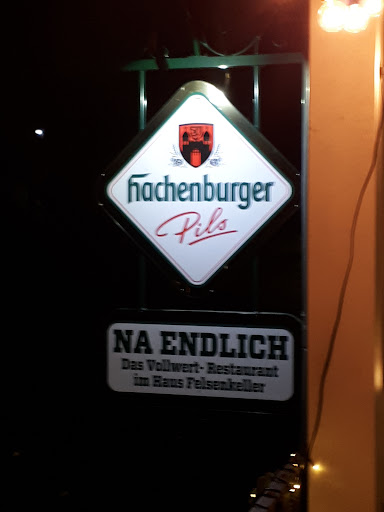 Hachenburger
Pils
NA ENDLICH
Das Vollwert- Restaurant
im Haus Felsenkeller